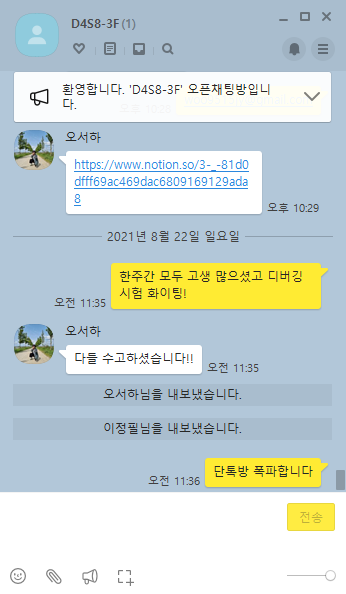 D4S8-3F (1)
환영합니다. 'D4S8-3F' 오픈채팅방입니
다.
오서하
https://www.notion.so/3-_-81d0
dfff69ac469dac6809169129ada
8
오후 10:29
2021년 8월 22일 일요일
한주간 모두 고생 많으셨고 디버깅
시험 화이팅!
오전 11:35
오서하
다들 수고하셨습니다!!
오전 11:35
오서하님을 내보냈습니다.
이정필님을 내보냈습니다.
단톡방 폭파합니다
오전 11:36
전송